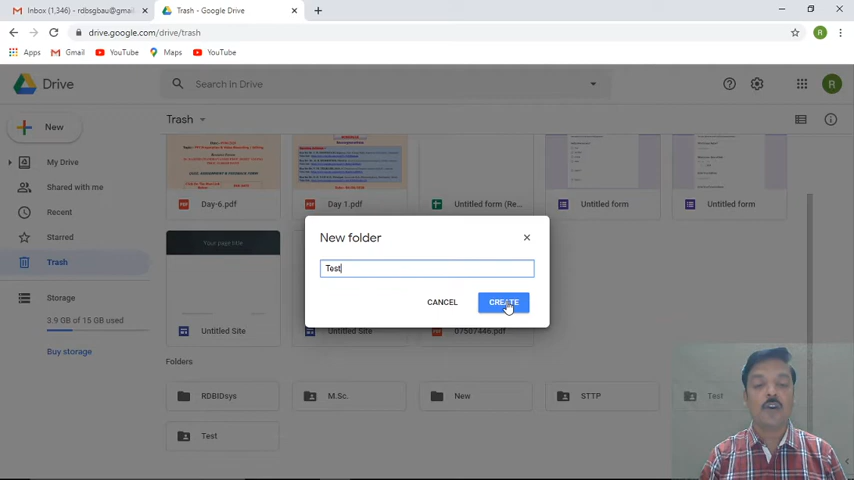 Inbox (1,346) - rdbsgbau@gmail
Trash - Google Drive
drive.google.com/drive/trash
R
Apps
Gmail
YouTube
Maps
YouTube
Drive
Search in Drive
R
New
Trash
My Drive
Shared with me
Recent
Starred
Trash
Storage
3.9 GB of 15 GB used
Buy storage
Day-6.pdf
Day 1.pdf
Untitled form (Re...
Untitled form
Untitled form
Your page title
New folder
Test
CANCEL
CREATE
Untitled Site
Untitled Site
07507446.pdf
Folders
RDBIDsys
M.Sc.
New
STTP
Test
Test